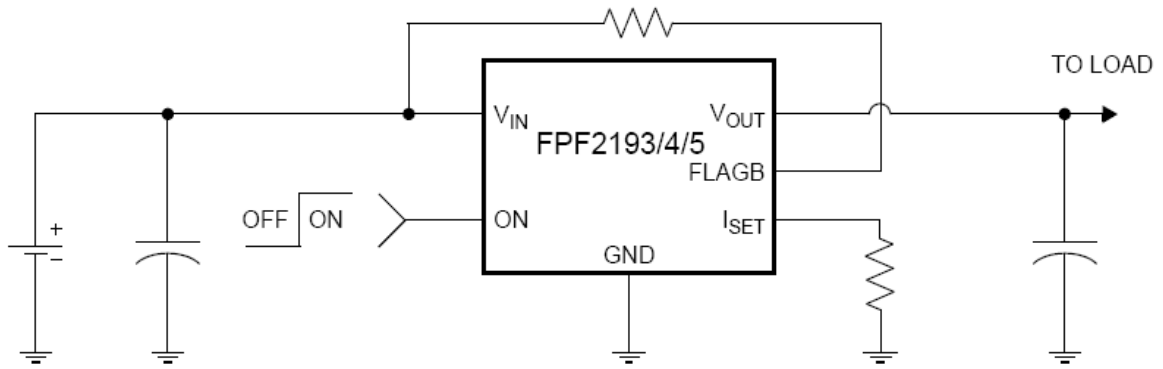 TO LOAD
VIN
VOUT
FPF2193/4/5
FLAGB
OFF
ON
ON
ISET
GND
+
−